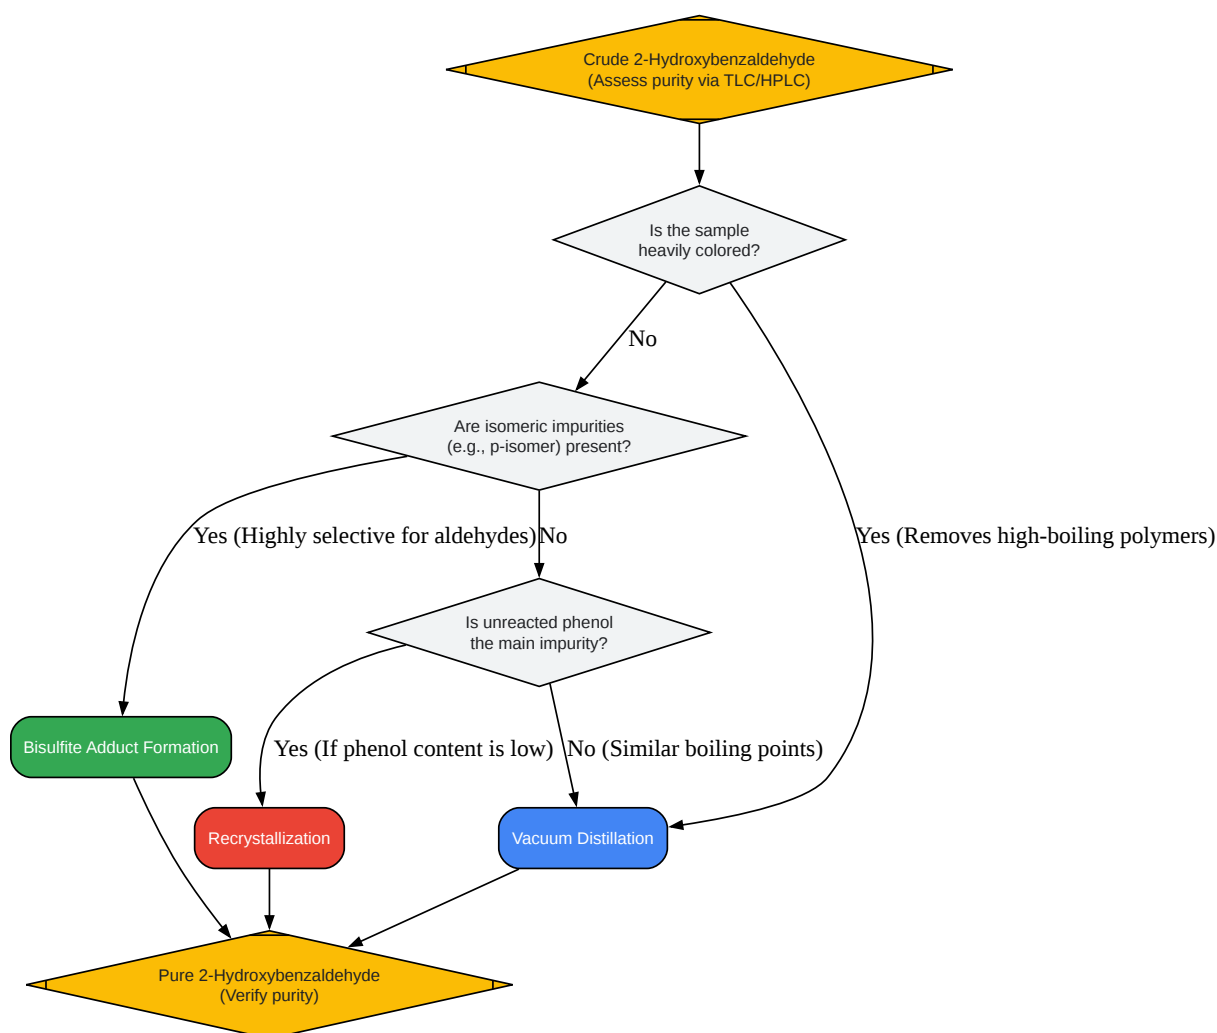 Crude 2-Hydroxybenzaldehyde
(Assess purity via TLC/HPLC)
Is the sample
heavily colored?
No
Are isomeric impurities
(e.g., p-isomer) present?
Yes (Highly selective for aldehydes)
No
Yes (Removes high-boiling polymers)
Is unreacted phenol
the main impurity?
Bisulfite Adduct Formation
Yes (If phenol content is low)
No (Similar boiling points)
Recrystallization
Vacuum Distillation
Pure 2-Hydroxybenzaldehyde
(Verify purity)